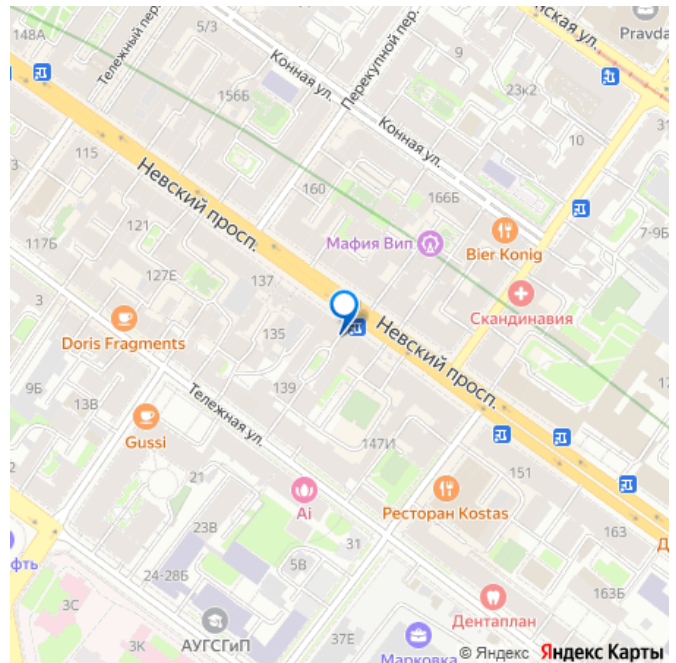 148А
5/3
Тележный пер.
Конная ул.
Перекупной пер.
9
Pravda
нская ул.
23к2
156Б
115
Невский просп.
Конная ул.
10
160
166Б
121
117Б
127Е
137
Мафия Вип
Bier Konig
7-9Б
3
135
Скандинавия
Doris Fragments
Невский просп.
9Б
13В
139
Тележная ул.
Gussi
147И
151
21
Ai
Ресторан Kostas
163
23В
31
фть
5В
24-28Б
3С
Дентаплан
163Б
АУГСГиП
3К
37Е
Марковка
© Яндекс Яндекс Карты